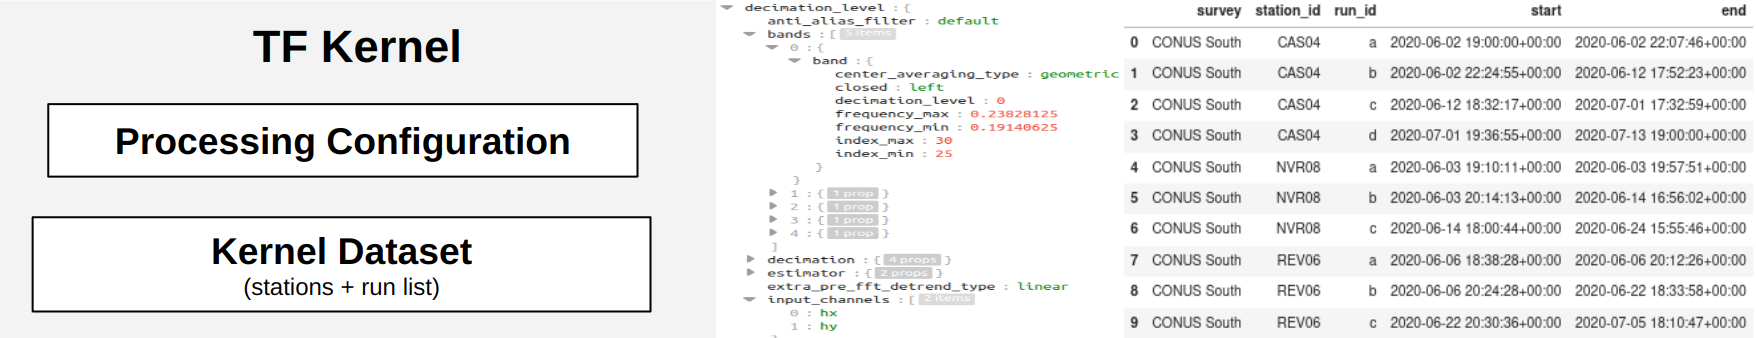 TF Kernel
Processing Configuration
Kernel Dataset
(stations + run list)
decimation_level : {
anti_alias_filter : default
bands : [ 5 items
0 : {
band : {
center_averaging_type : geometric
closed : left
decimation_level : 0
frequency_max : 0.23828125
frequency_min : 0.19140625
index_max : 30
index_min : 25
}
}
1 : { 1 prop }
2 : { 1 prop }
3 : { 1 prop }
4 : { 1 prop }
]
decimation : { 4 props }
estimator : { 2 props }
extra_pre_fft_detrend_type : linear
input_channels : [ 2 items
0 : hx
1 : hy
survey station_id run_id start end
0 CONUS South CAS04 a 2020-06-02 19:00:00+00:00 2020-06-02 22:07:46+00:00
1 CONUS South CAS04 b 2020-06-02 22:24:55+00:00 2020-06-12 17:52:23+00:00
2 CONUS South CAS04 c 2020-06-12 18:32:17+00:00 2020-07-01 17:32:59+00:00
3 CONUS South CAS04 d 2020-07-01 19:36:55+00:00 2020-07-13 19:00:00+00:00
4 CONUS South NVR08 a 2020-06-03 19:10:11+00:00 2020-06-03 19:57:51+00:00
5 CONUS South NVR08 b 2020-06-03 20:14:13+00:00 2020-06-14 16:56:02+00:00
6 CONUS South NVR08 c 2020-06-14 18:00:44+00:00 2020-06-24 15:55:46+00:00
7 CONUS South REV06 a 2020-06-06 18:38:28+00:00 2020-06-06 20:12:26+00:00
8 CONUS South REV06 b 2020-06-06 20:24:28+00:00 2020-06-22 18:33:58+00:00
9 CONUS South REV06 c 2020-06-22 20:30:36+00:00 2020-07-05 18:10:47+00:00